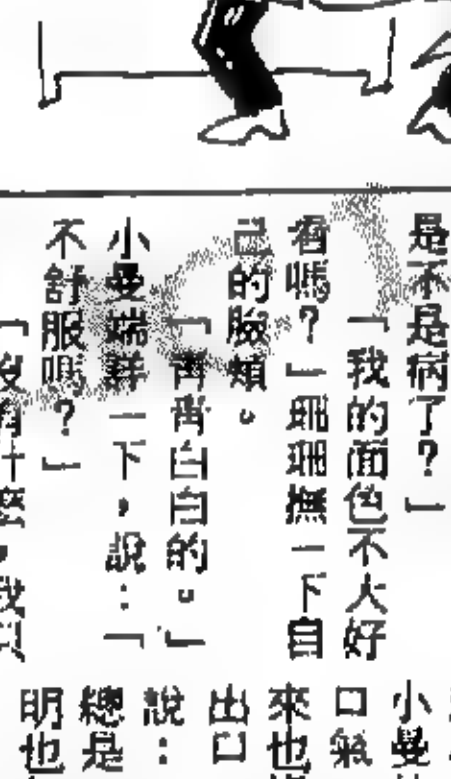 是不是病了？」
「我的面色不大好
看嗎？」珊珊撫一下自
己的臉頰。
「青青白白的。」
小曼端詳一下，說：「
不舒服嗎？」
「沒有什麼，我只
小曼
口氣
來也
出口
說：
總是
明也